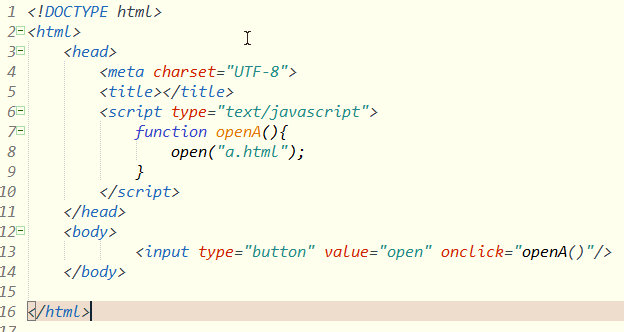 1 <!DOCTYPE html>
2 <html>
3 <head>
4 <meta charset="UTF-8">
5 <title></title>
6 <script type="text/javascript">
7 function openA(){
8 open("a.html");
9 }
10 </script>
11 </head>
12 <body>
13 <input type="button" value="open" onclick="openA()"/>
14 </body>
15
16 </html>
17